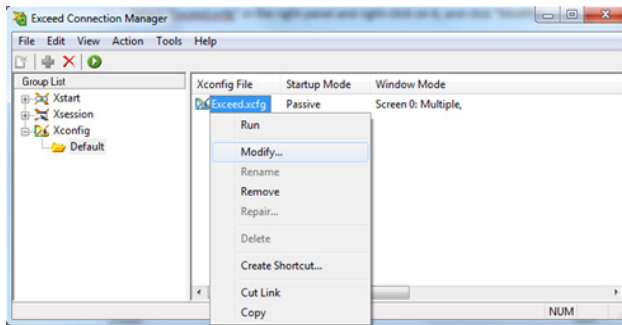 Exceed Connection Manager
File Edit View Action Tools Help
Group List
Xstart
Xsession
Xconfig
Default
Xconfig File Startup Mode Window Mode
Exceed.xcfg Passive Screen 0: Multiple,
Run
Modify...
Rename
Remove
Repair...
Delete
Create Shortcut...
Cut Link
Copy
NUM